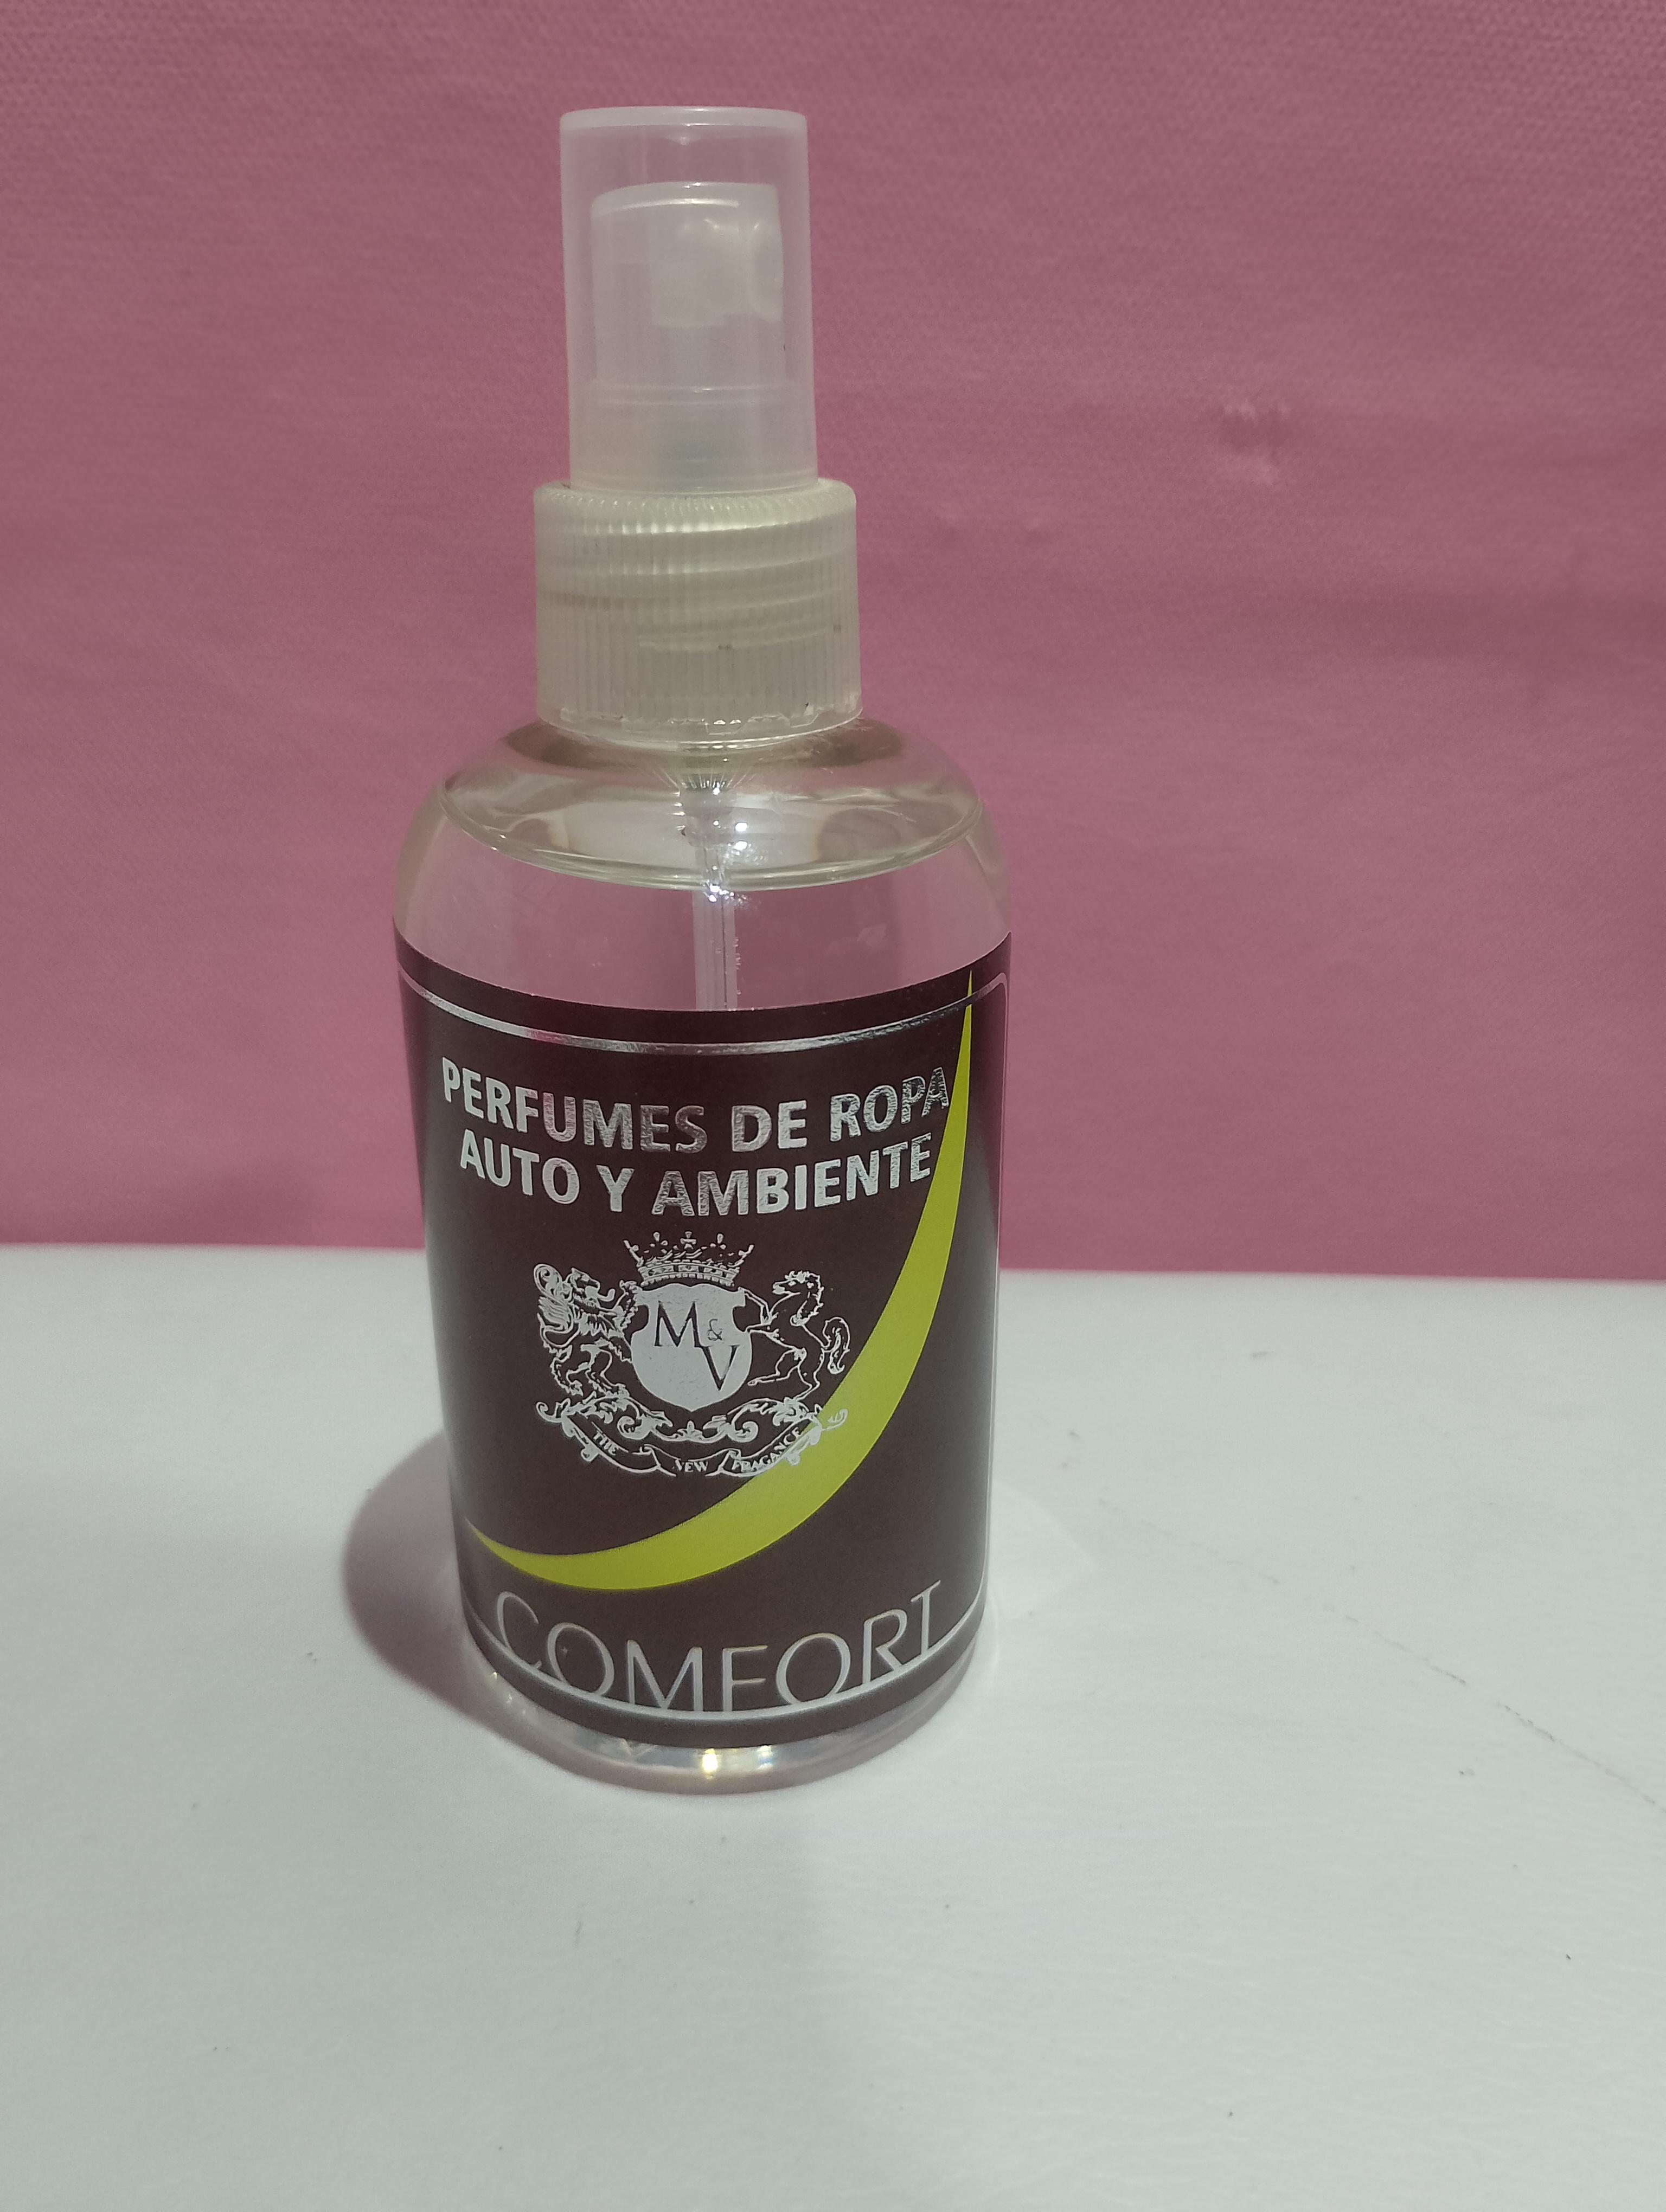 PERFUMES DE ROPA
AUTO Y AMBIENTE
M&V
THE NEW FRAGANCE
COMFORT